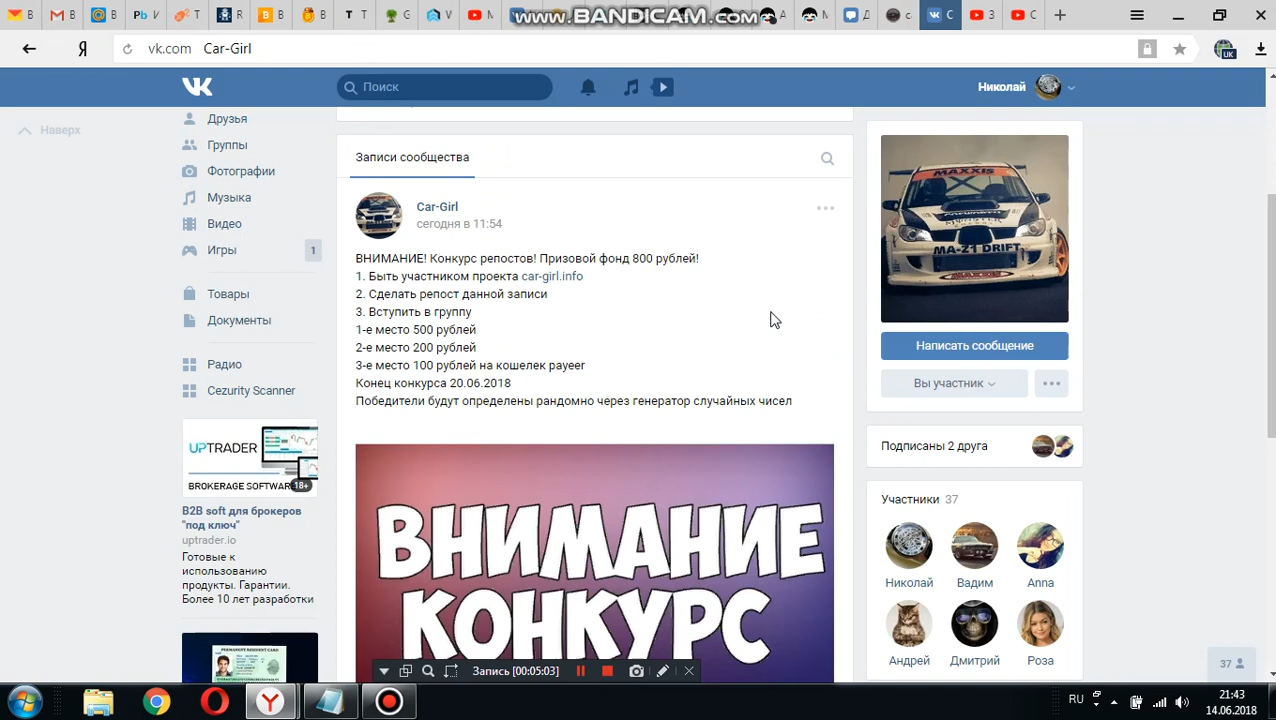 www.BANDICAM.com
vk.com Car-Girl
UK
Поиск
Николай
Наверх
Друзья
Группы
Фотографии
Музыка
Видео
Игры
1
Товары
Документы
Радио
Cezurity Scanner
UPTRADER
BROKERAGE SOFTWARE
18+
B2B soft для брокеров
"под ключ"
uptrader.io
Готовые к
использованию
продукты. Гарантии.
Более 10 лет разработки
Записи сообщества
Car-Girl
сегодня в 11:54
ВНИМАНИЕ! Конкурс репостов! Призовой фонд 800 рублей!
1. Быть участником проекта car-girl.info
2. Сделать репост данной записи
3. Вступить в группу
1-е место 500 рублей
2-е место 200 рублей
3-е место 100 рублей на кошелек payeer
Конец конкурса 20.06.2018
Победители будут определены рандомно через генератор случайных чисел
ВНИМАНИЕ
КОНКУРС
MAXXIS
MA-Z1 DRIFT
Написать сообщение
Вы участник
Подписаны 2 друга
Участники 37
Николай
Вадим
Anna
Андрей
Дмитрий
Роза
37
Запись [00:05:03]
RU
21:43
14.06.2018